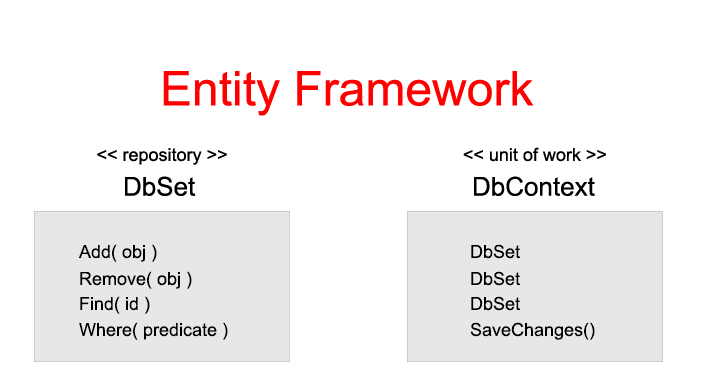 Entity Framework
<< repository >>
DbSet
Add( obj )
Remove( obj )
Find( id )
Where( predicate )
<< unit of work >>
DbContext
DbSet
DbSet
DbSet
SaveChanges()